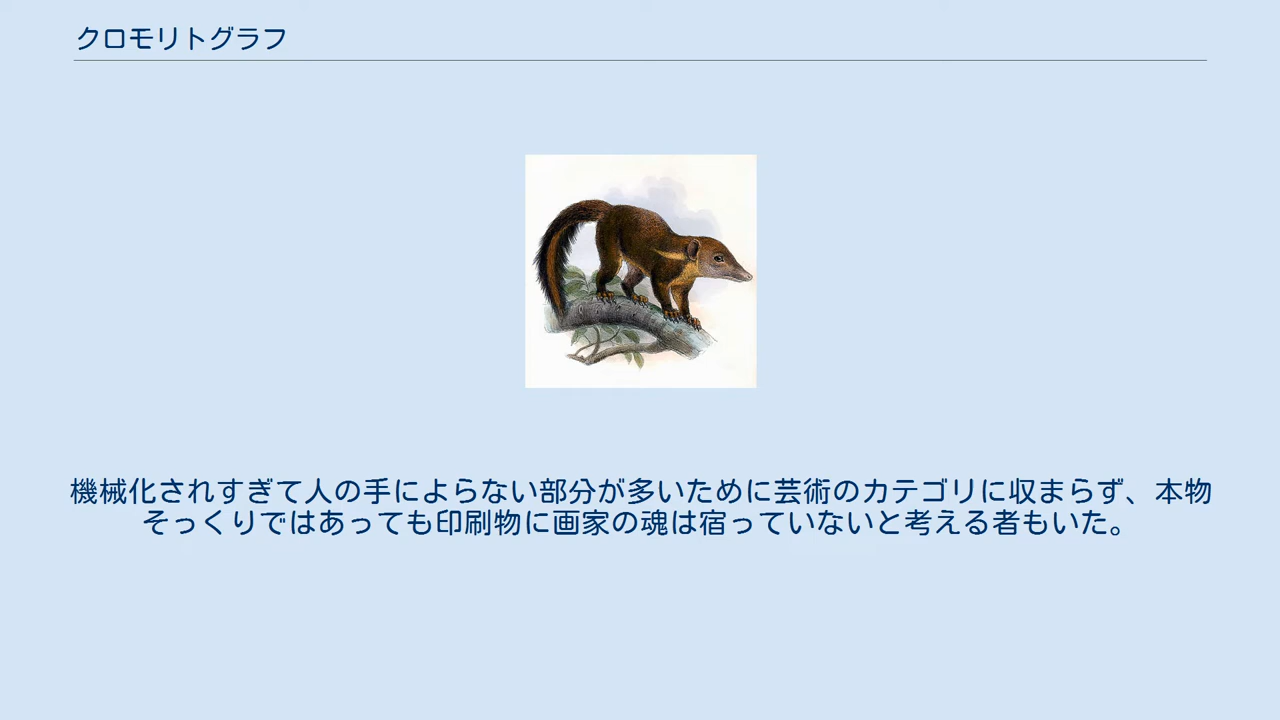 クロモリトグラフ
機械化されすぎて人の手によらない部分が多いために芸術のカテゴリに収まらず、本物
そっくりではあっても印刷物に画家の魂は宿っていないと考える者もいた。